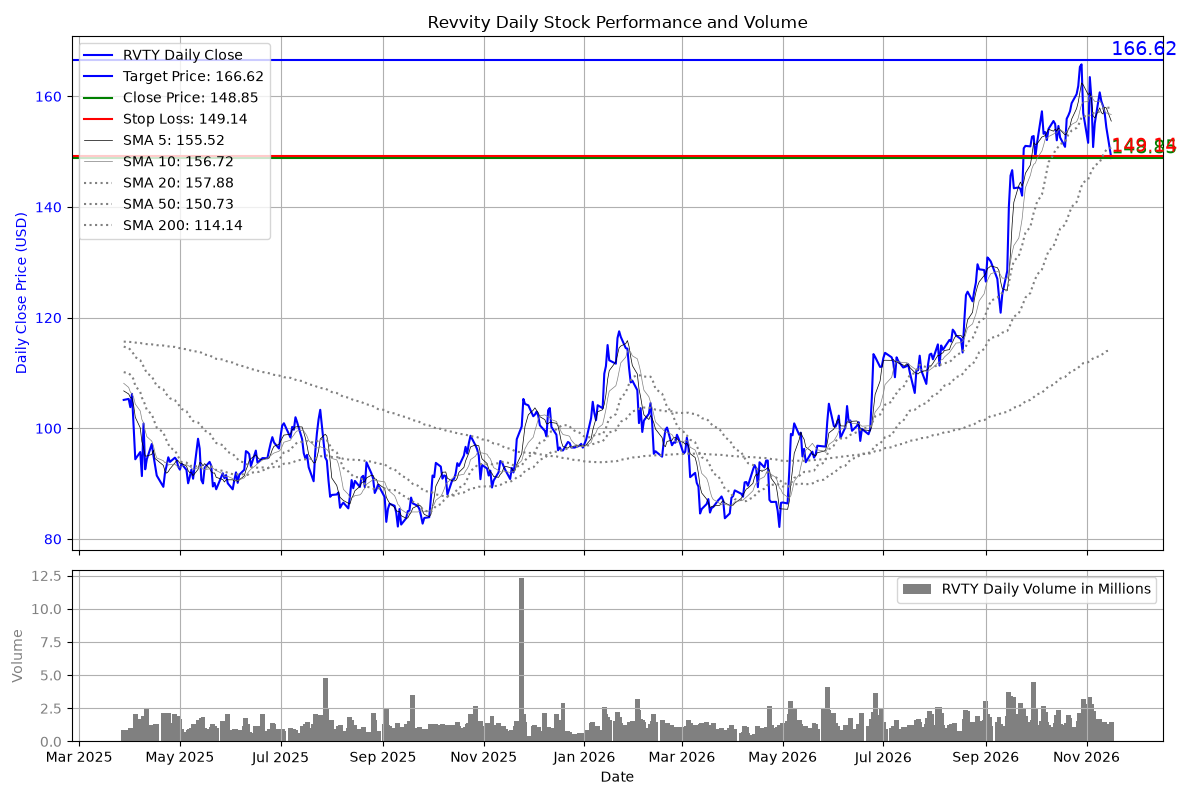 Revvity Daily Stock Performance and Volume
RVTY Daily Close
Target Price: 166.62
Close Price: 148.85
Stop Loss: 149.14
SMA 5: 155.52
SMA 10: 156.72
SMA 20: 157.88
SMA 50: 150.73
SMA 200: 114.14
166.62
149.14
148.85
Daily Close Price (USD)
160
140
120
100
80
RVTY Daily Volume in Millions
Volume
12.5
10.0
7.5
5.0
2.5
0.0
Mar 2025 May 2025 Jul 2025 Sep 2025 Nov 2025 Jan 2026 Mar 2026 May 2026 Jul 2026 Sep 2026 Nov 2026
Date